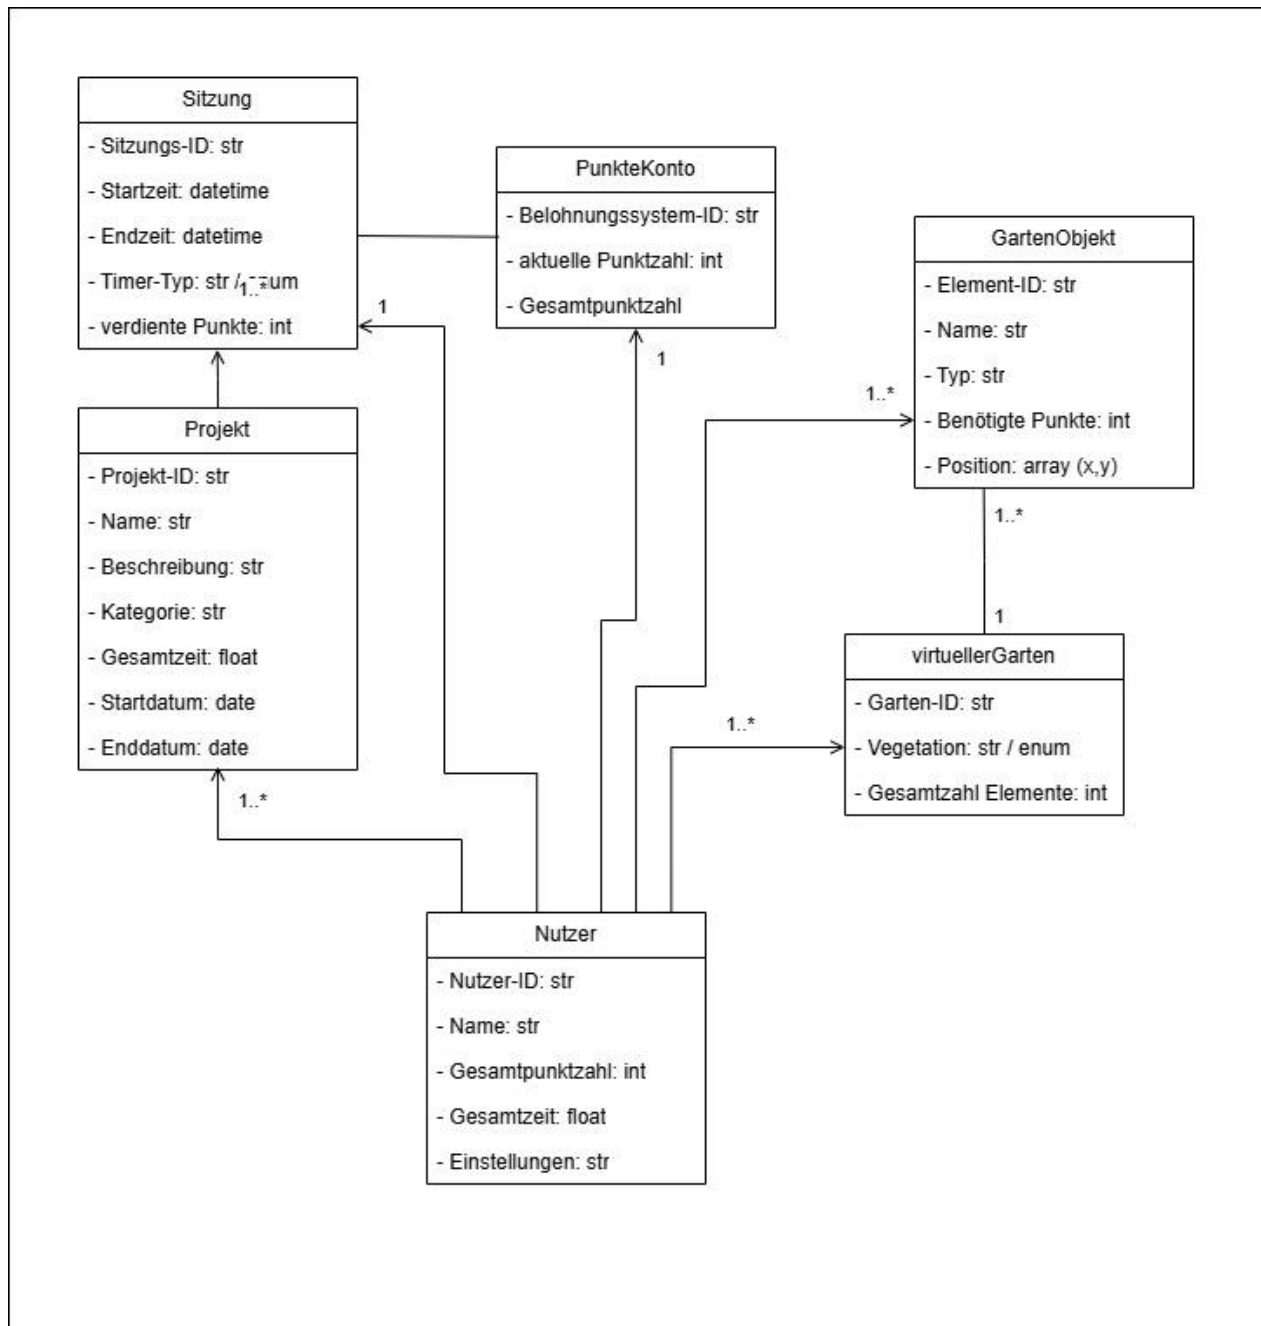 Sitzung
- Sitzungs-ID: str
- Startzeit: datetime
- Endzeit: datetime
- Timer-Typ: str /
1..*
- verdiente Punkte: int
1
PunkteKonto
- Belohnungssystem-ID: str
- aktuelle Punktzahl: int
- Gesamtpunktzahl
1
GartenObjekt
- Element-ID: str
- Name: str
- Typ: str
- Benötigte Punkte: int
- Position: array (x,y)
1..*
1..*
1
Projekt
- Projekt-ID: str
- Name: str
- Beschreibung: str
- Kategorie: str
- Gesamtzeit: float
- Startdatum: date
- Enddatum: date
1..*
virtuellerGarten
- Garten-ID: str
- Vegetation: str / enum
- Gesamtzahl Elemente: int
1..*
Nutzer
- Nutzer-ID: str
- Name: str
- Gesamtpunktzahl: int
- Gesamtzeit: float
- Einstellungen: str